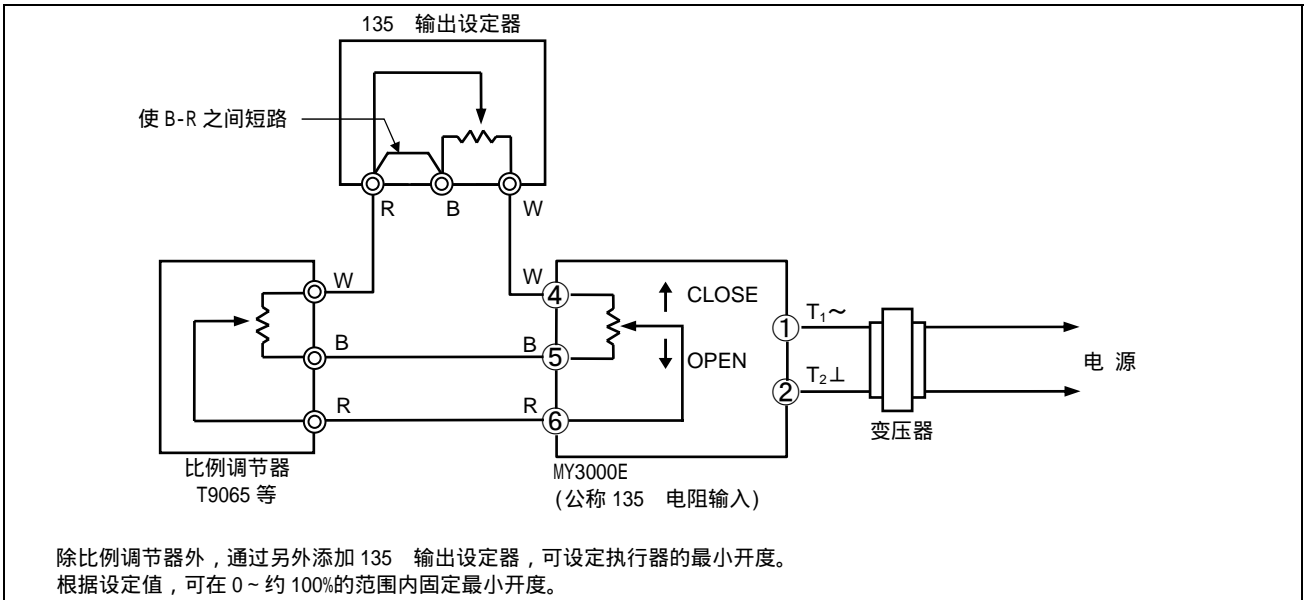 135 输出设定器
使 B-R 之间短路
R B W
W
B
R
比例调节器
T9065 等
W
④
B
⑤
R
⑥
CLOSE
OPEN
①
T₁~
②
T₂⊥
MY3000E
(公称 135 电阻输入)
变压器
电 源
除比例调节器外，通过另外添加 135 输出设定器，可设定执行器的最小开度。
根据设定值，可在 0 ~ 约 100%的范围内固定最小开度。